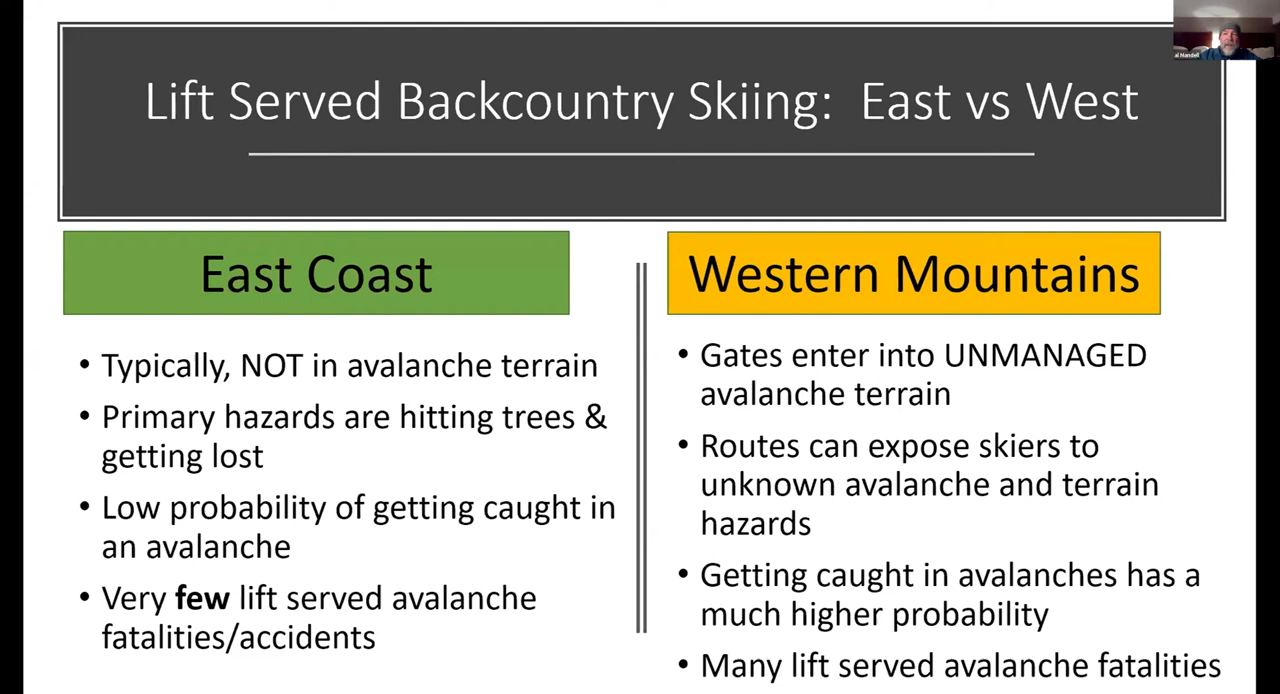 Lift Served Backcountry Skiing: East vs West
al Mandell
East Coast
• Typically, NOT in avalanche terrain
• Primary hazards are hitting trees &
getting lost
• Low probability of getting caught in
an avalanche
• Very few lift served avalanche
fatalities/accidents
Western Mountains
• Gates enter into UNMANAGED
avalanche terrain
• Routes can expose skiers to
unknown avalanche and terrain
hazards
• Getting caught in avalanches has a
much higher probability
• Many lift served avalanche fatalities